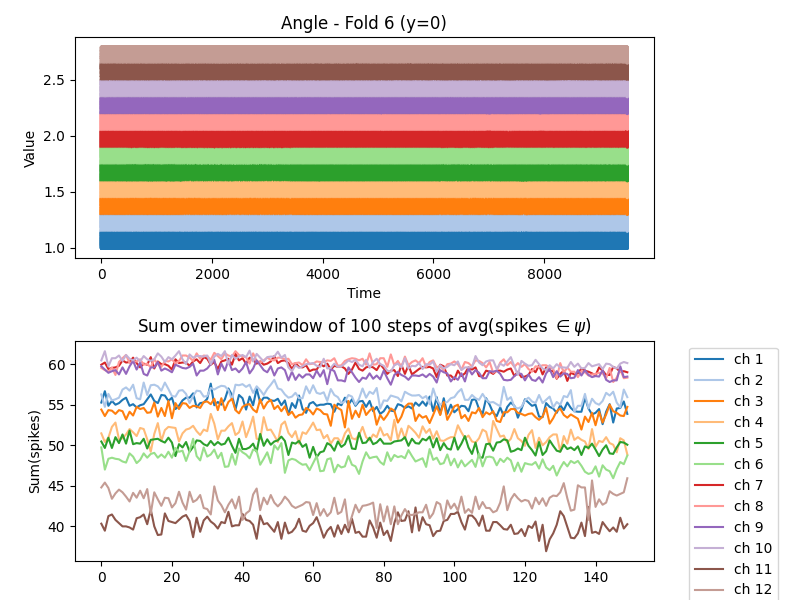 Angle - Fold 6 (y=0)
Value
2.5
2.0
1.5
1.0
0 2000 4000 6000 8000
Time
Sum over timewindow of 100 steps of avg(spikes ∈ ψ)
Sum(spikes)
60
55
50
45
40
0 20 40 60 80 100 120 140
ch 1
ch 2
ch 3
ch 4
ch 5
ch 6
ch 7
ch 8
ch 9
ch 10
ch 11
ch 12